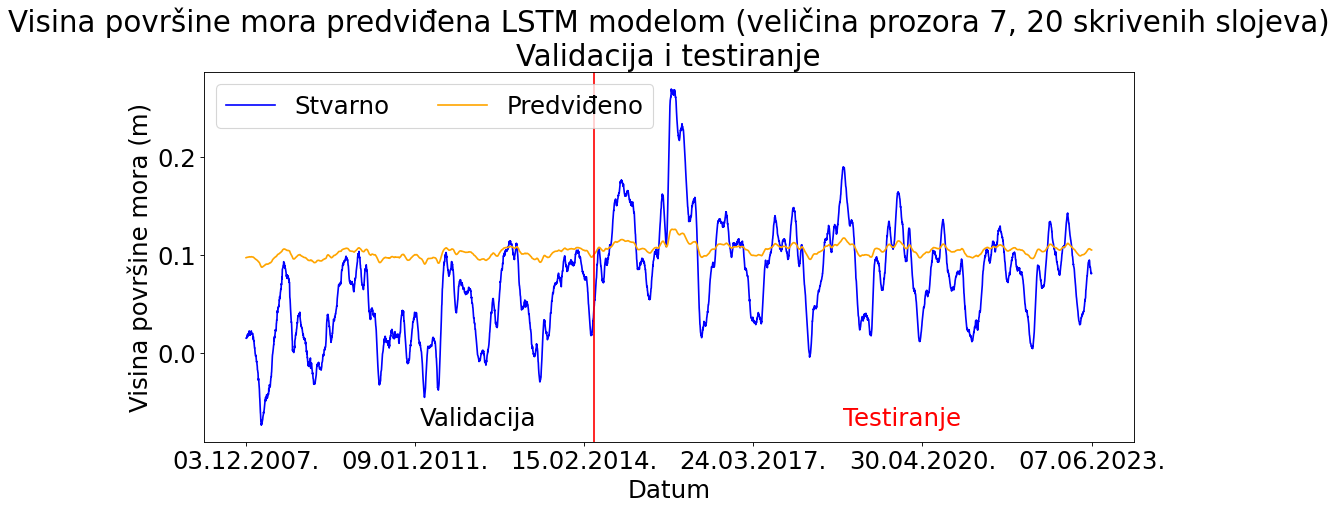 Visina površine mora predviđena LSTM modelom (veličina prozora 7, 20 skrivenih slojeva)
Validacija i testiranje
Stvarno Predviđeno
Visina površine mora (m)
0.2
0.1
0.0
Validacija Testiranje
03.12.2007. 09.01.2011. 15.02.2014. 24.03.2017. 30.04.2020. 07.06.2023.
Datum